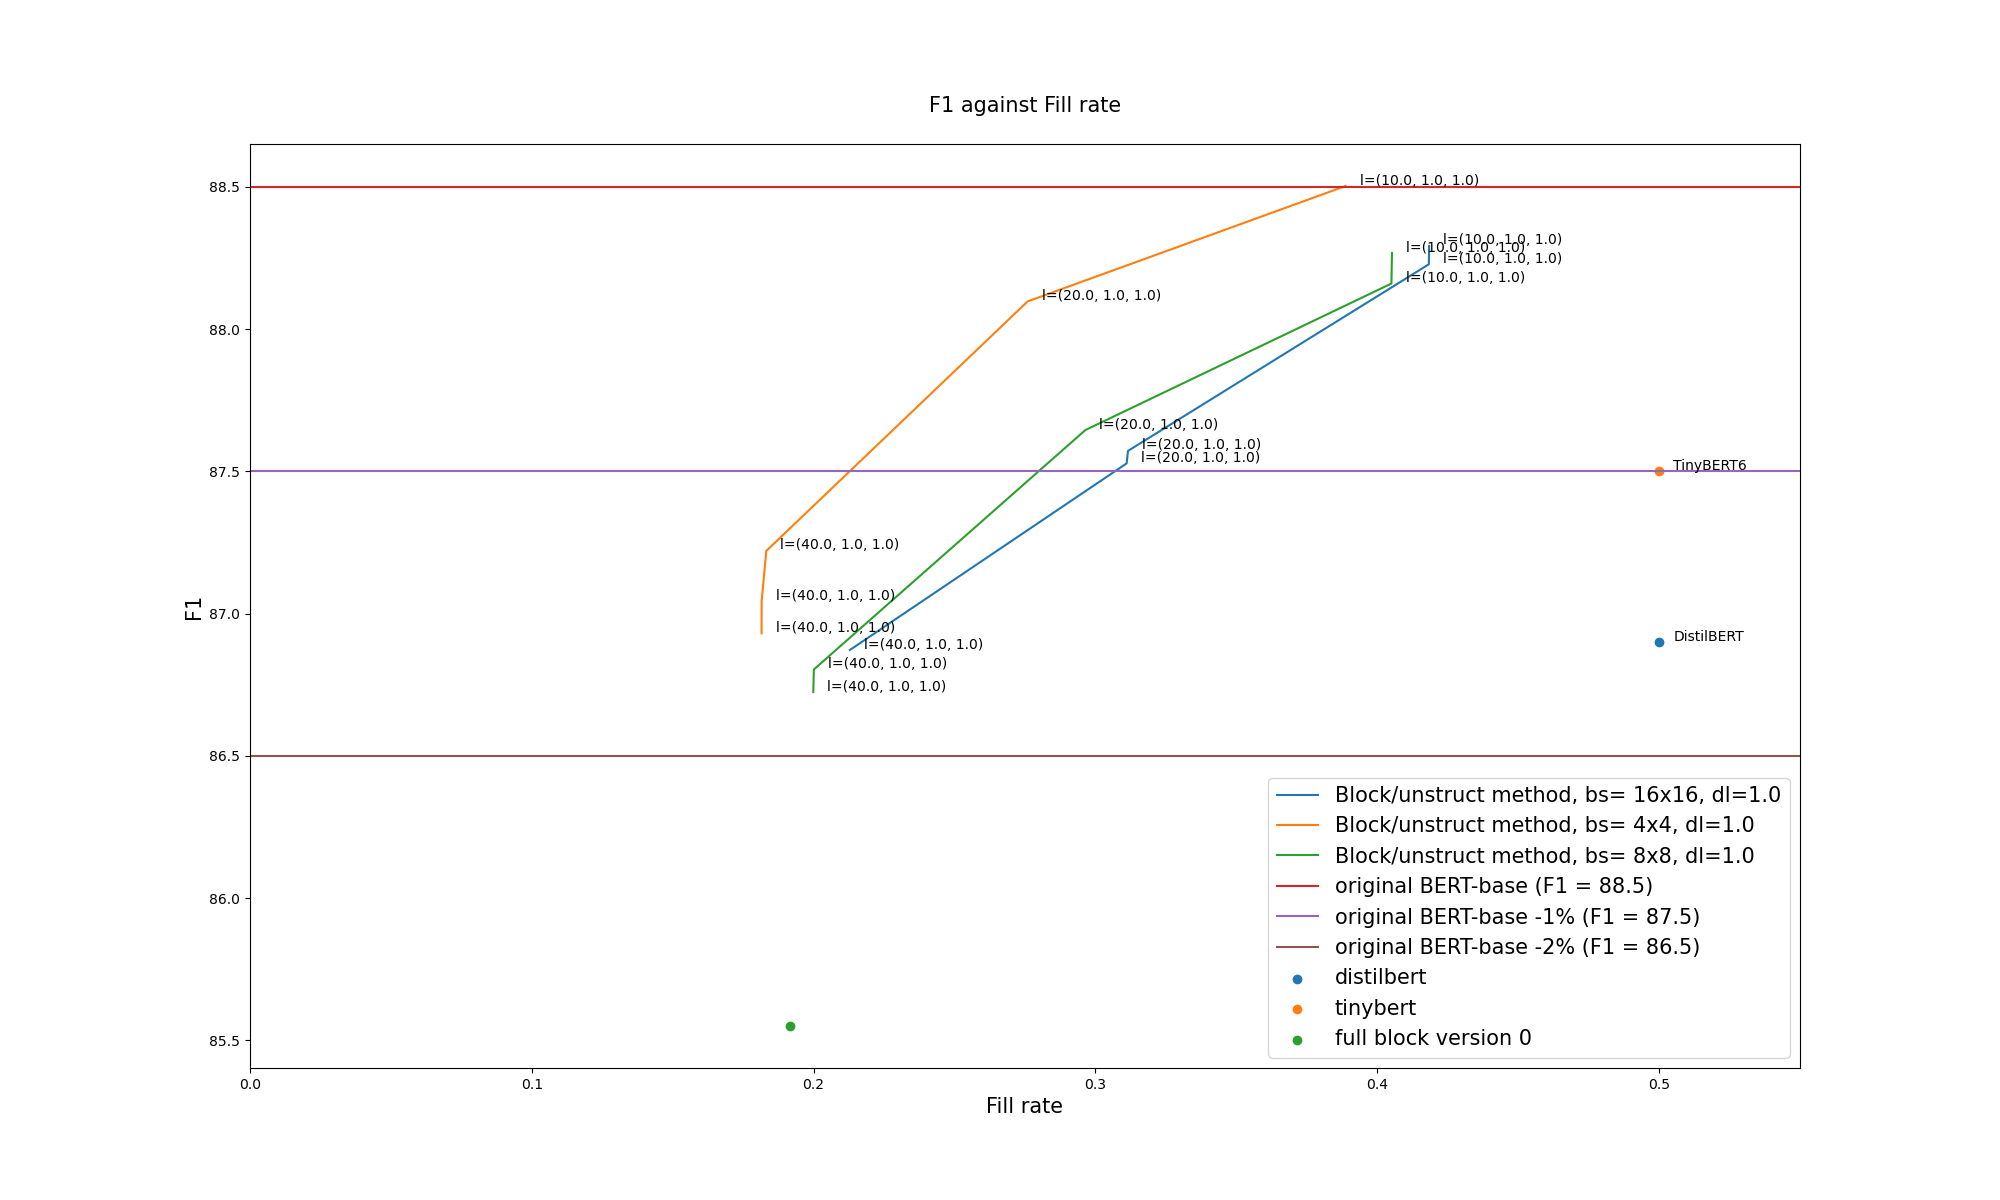 F1 against Fill rate
88.5
88.0
87.5
87.0
86.5
86.0
85.5
F1
l=(10.0, 1.0, 1.0)
l=(10.0, 1.0, 1.0)
l=(10.0, 1.0, 1.0)
l=(10.0, 1.0, 1.0)
l=(10.0, 1.0, 1.0)
l=(20.0, 1.0, 1.0)
l=(20.0, 1.0, 1.0)
l=(20.0, 1.0, 1.0)
l=(20.0, 1.0, 1.0)
TinyBERT6
l=(40.0, 1.0, 1.0)
l=(40.0, 1.0, 1.0)
l=(40.0, 1.0, 1.0)
DistilBERT
l=(40.0, 1.0, 1.0)
l=(40.0, 1.0, 1.0)
l=(40.0, 1.0, 1.0)
Block/unstruct method, bs= 16x16, dl=1.0
Block/unstruct method, bs= 4x4, dl=1.0
Block/unstruct method, bs= 8x8, dl=1.0
original BERT-base (F1 = 88.5)
original BERT-base -1% (F1 = 87.5)
original BERT-base -2% (F1 = 86.5)
distilbert
tinybert
full block version 0
0.0 0.1 0.2 0.3 0.4 0.5
Fill rate